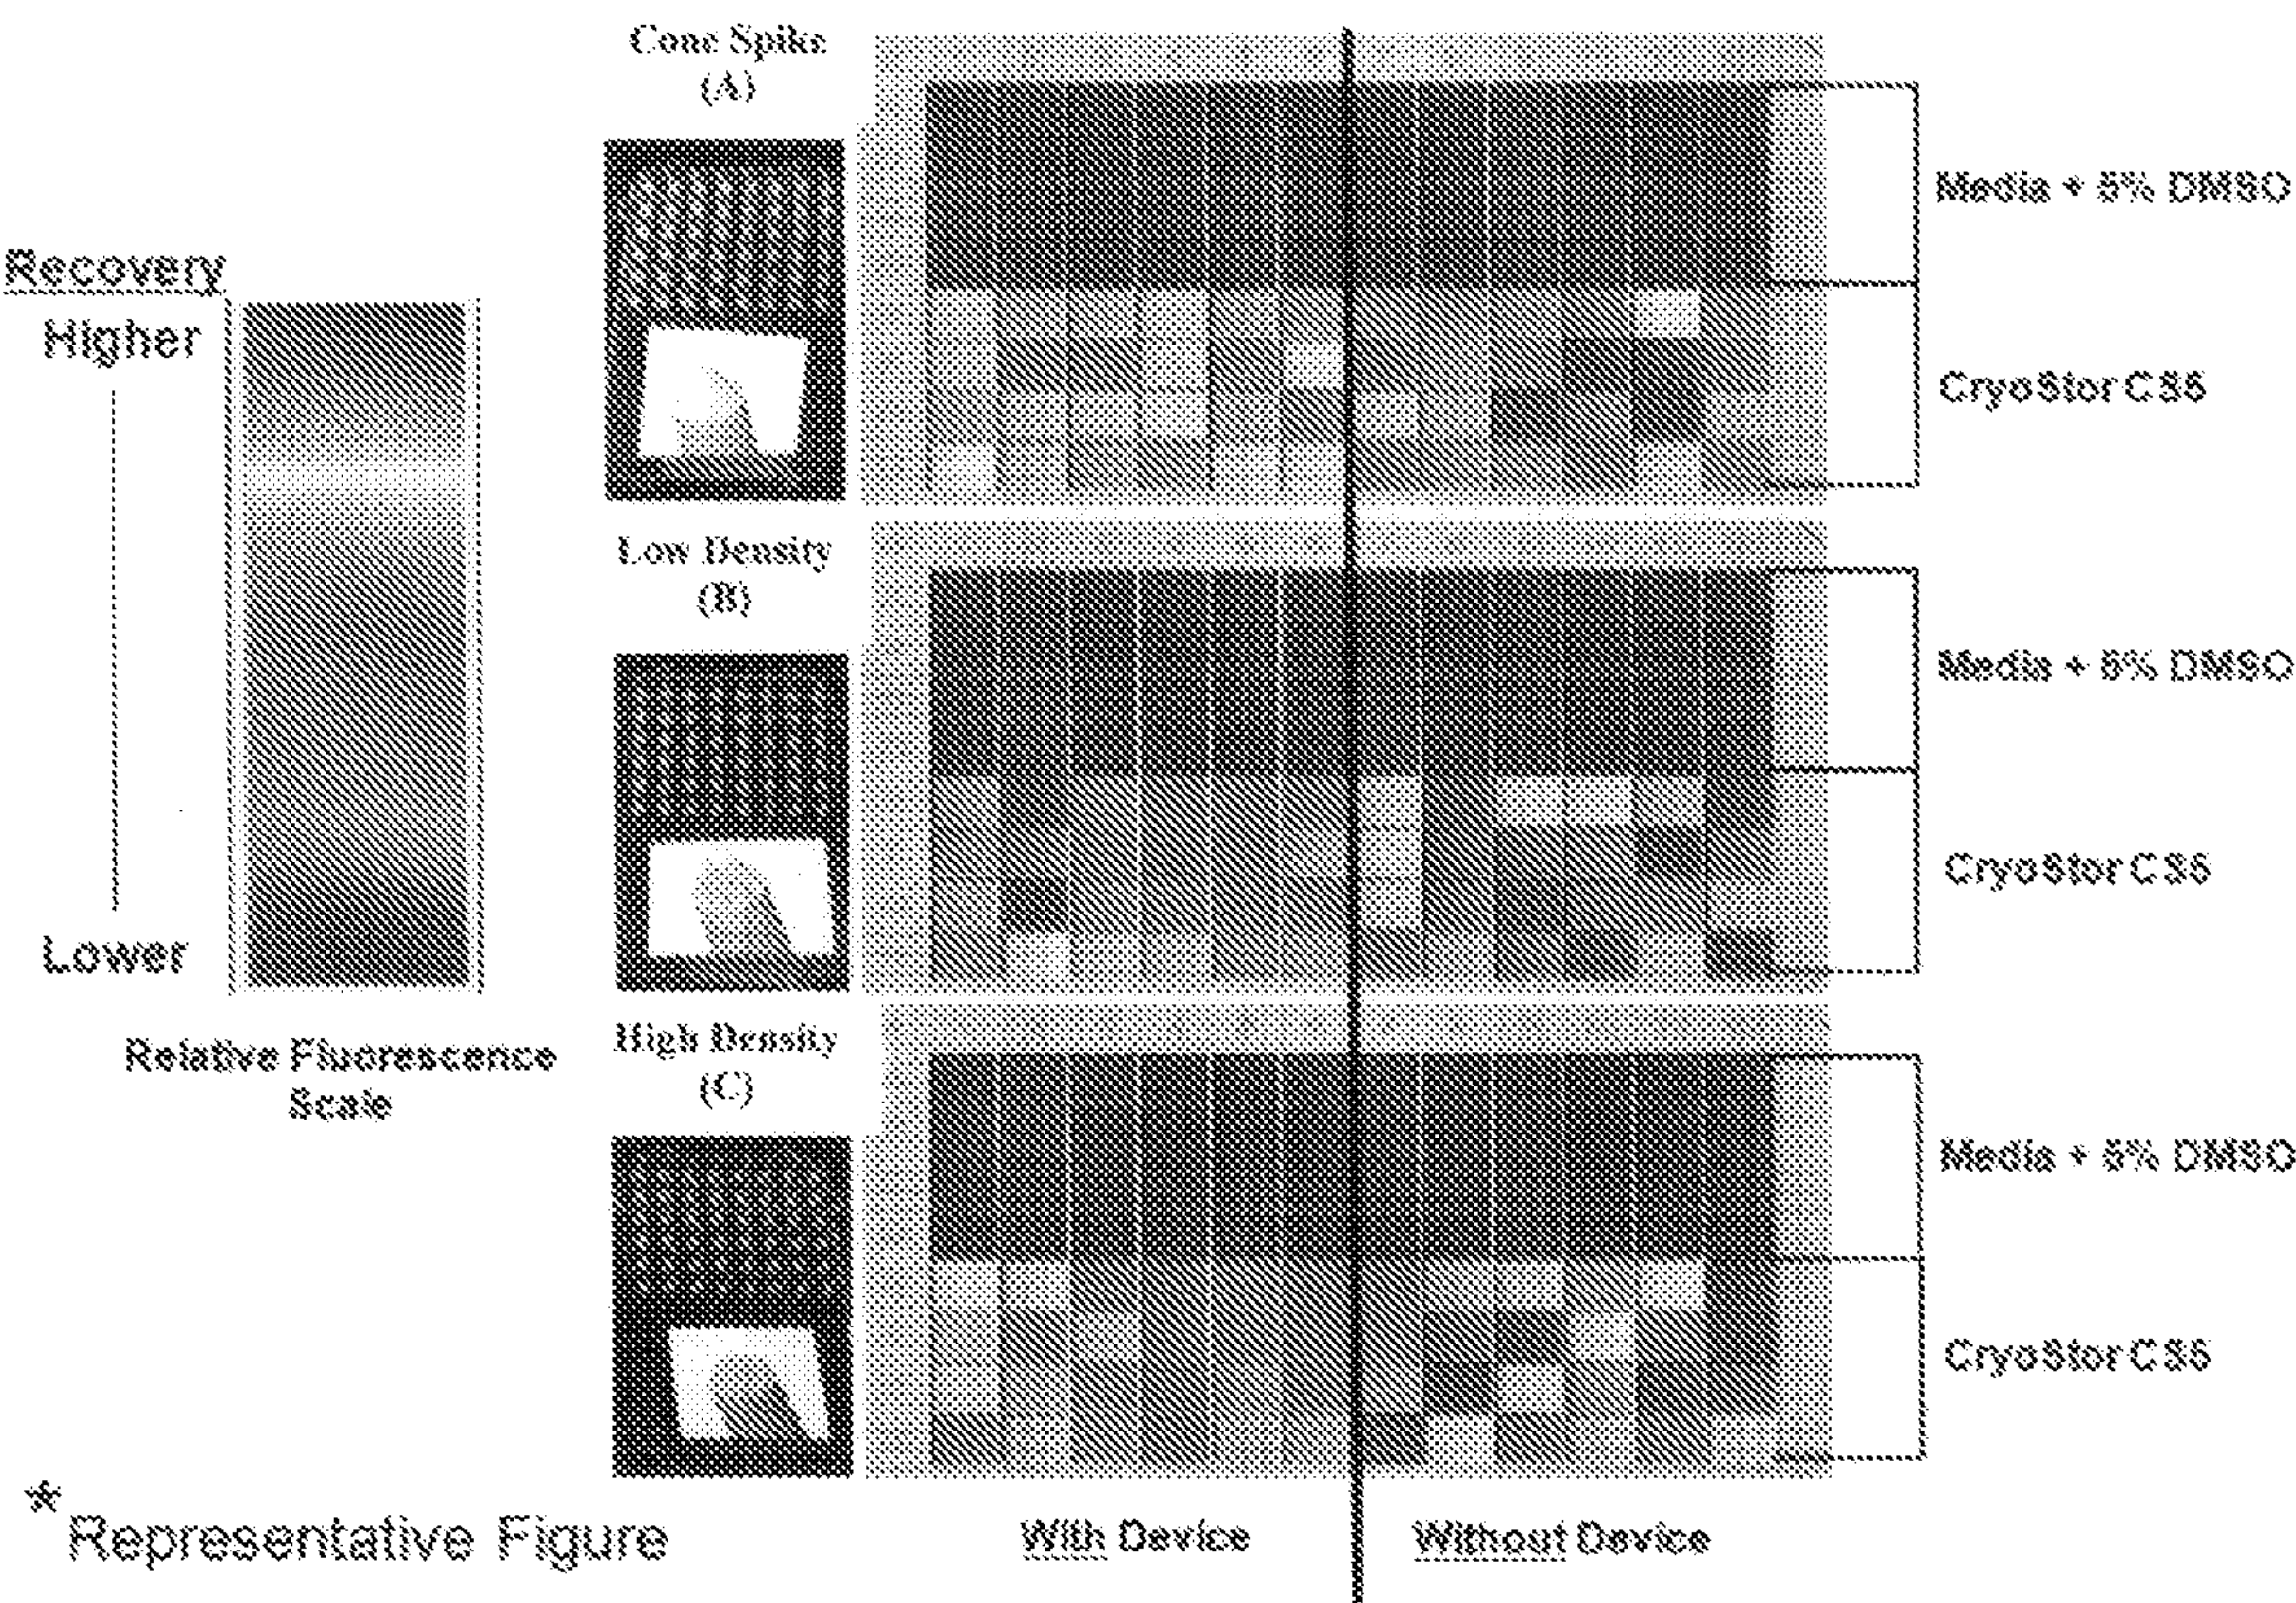 Recovery
Higher
Lower
Relative Fluorescence
Scale
Cone Spike
(A)
Low Density
(B)
High Density
(C)
Media + 5% DMSO
CryoStor CS5
Media + 5% DMSO
CryoStor CS5
Media + 5% DMSO
CryoStor CS5
With Device
Without Device
*Representative Figure